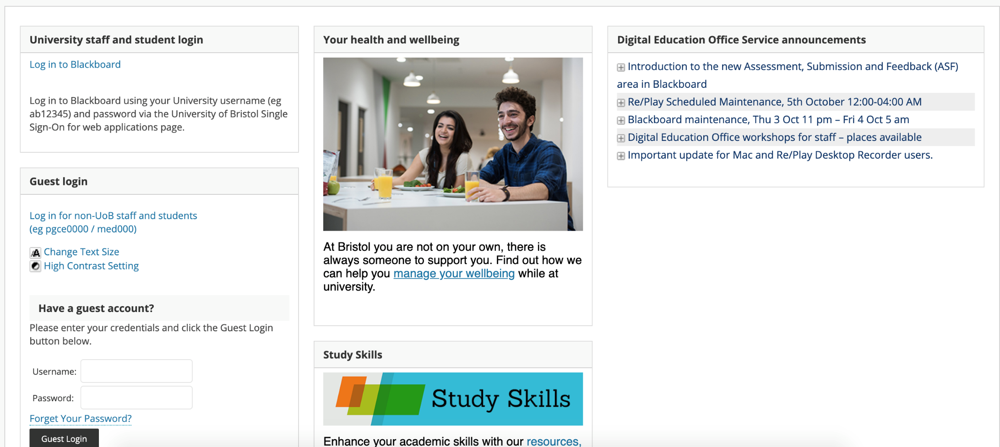 University staff and student login
Log in to Blackboard
Log in to Blackboard using your University username (eg
ab12345) and password via the University of Bristol Single
Sign-On for web applications page.
Guest login
Log in for non-UoB staff and students
(eg pgce0000 / med000)
Change Text Size
High Contrast Setting
Have a guest account?
Please enter your credentials and click the Guest Login
button below.
Username:
Password:
Forget Your Password?
Guest Login
Your health and wellbeing
At Bristol you are not on your own, there is
always someone to support you. Find out how we
can help you manage your wellbeing while at
university.
Study Skills
Study Skills
Enhance your academic skills with our resources,
Digital Education Office Service announcements
Introduction to the new Assessment, Submission and Feedback (ASF)
area in Blackboard
Re/Play Scheduled Maintenance, 5th October 12:00-04:00 AM
Blackboard maintenance, Thu 3 Oct 11 pm – Fri 4 Oct 5 am
Digital Education Office workshops for staff – places available
Important update for Mac and Re/Play Desktop Recorder users.